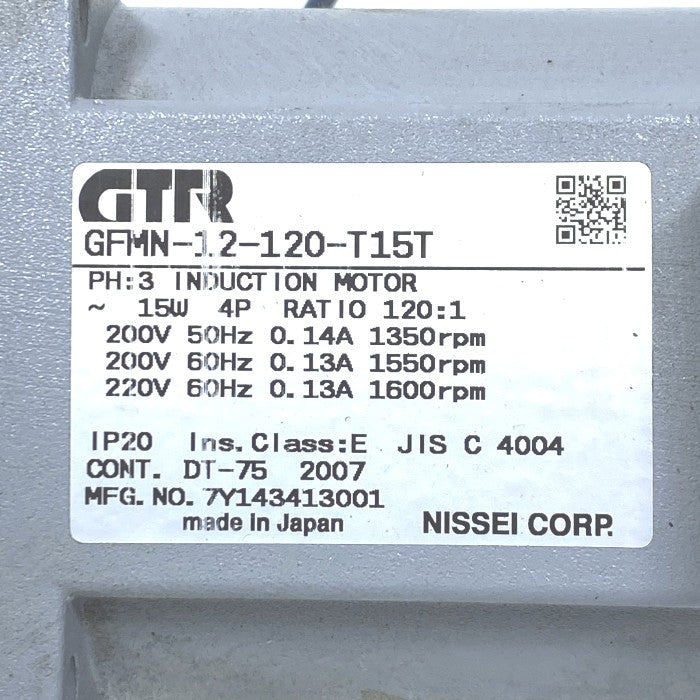 GTR
GFMN-12-120-T15T
PH:3 INDUCTION MOTOR
~ 15W 4P RATIO 120:1
200V 50Hz 0.14A 1350rpm
200V 60Hz 0.13A 1550rpm
220V 60Hz 0.13A 1600rpm
IP20 Ins.Class:E JIS C 4004
CONT. DT-75 2007
MFG.NO.7Y143413001
made in Japan NISSEI CORP.